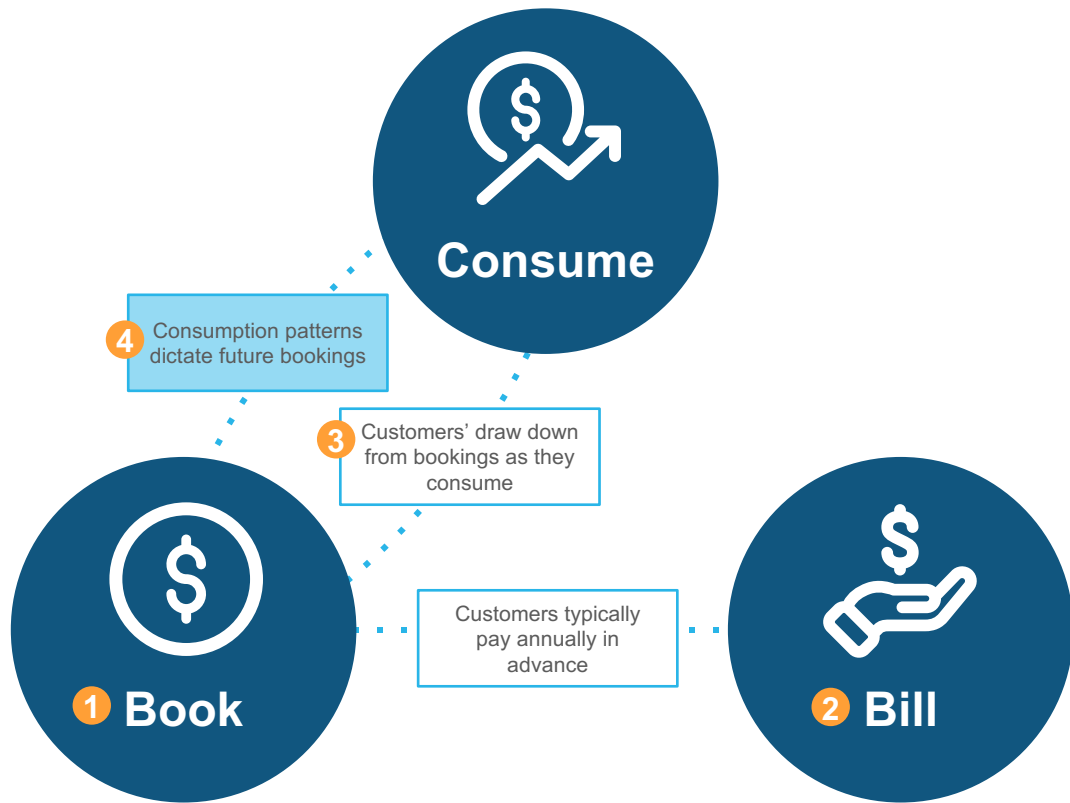 $
Consume
4
Consumption patterns
dictate future bookings
3
Customers’ draw down
from bookings as they
consume
$
$
Customers typically
pay annually in
advance
1 Book
2 Bill